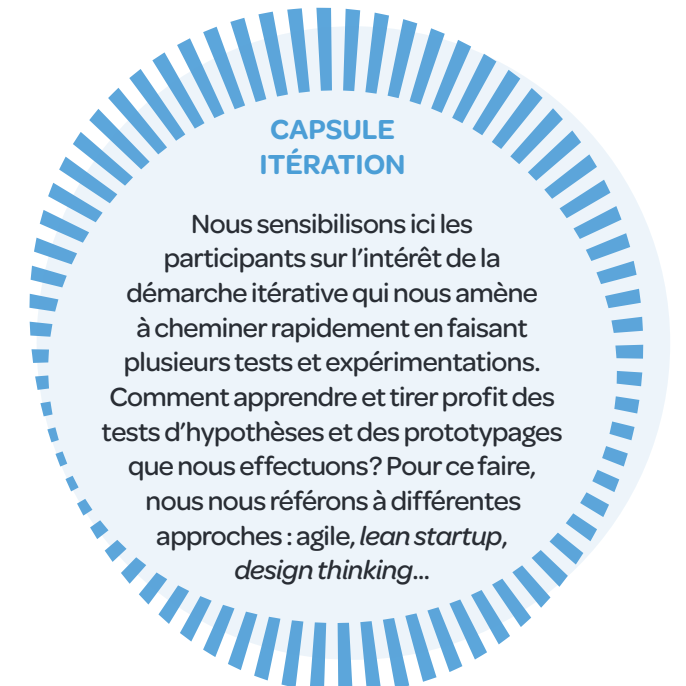 CAPSULE
ITÉRATION
Nous sensibilisons ici les
participants sur l'intérêt de la
démarche itérative qui nous amène
à cheminer rapidement en faisant
plusieurs tests et expérimentations.
Comment apprendre et tirer profit des
tests d'hypothèses et des prototypages
que nous effectuons? Pour ce faire,
nous nous référons à différentes
approches : agile, lean startup,
design thinking...